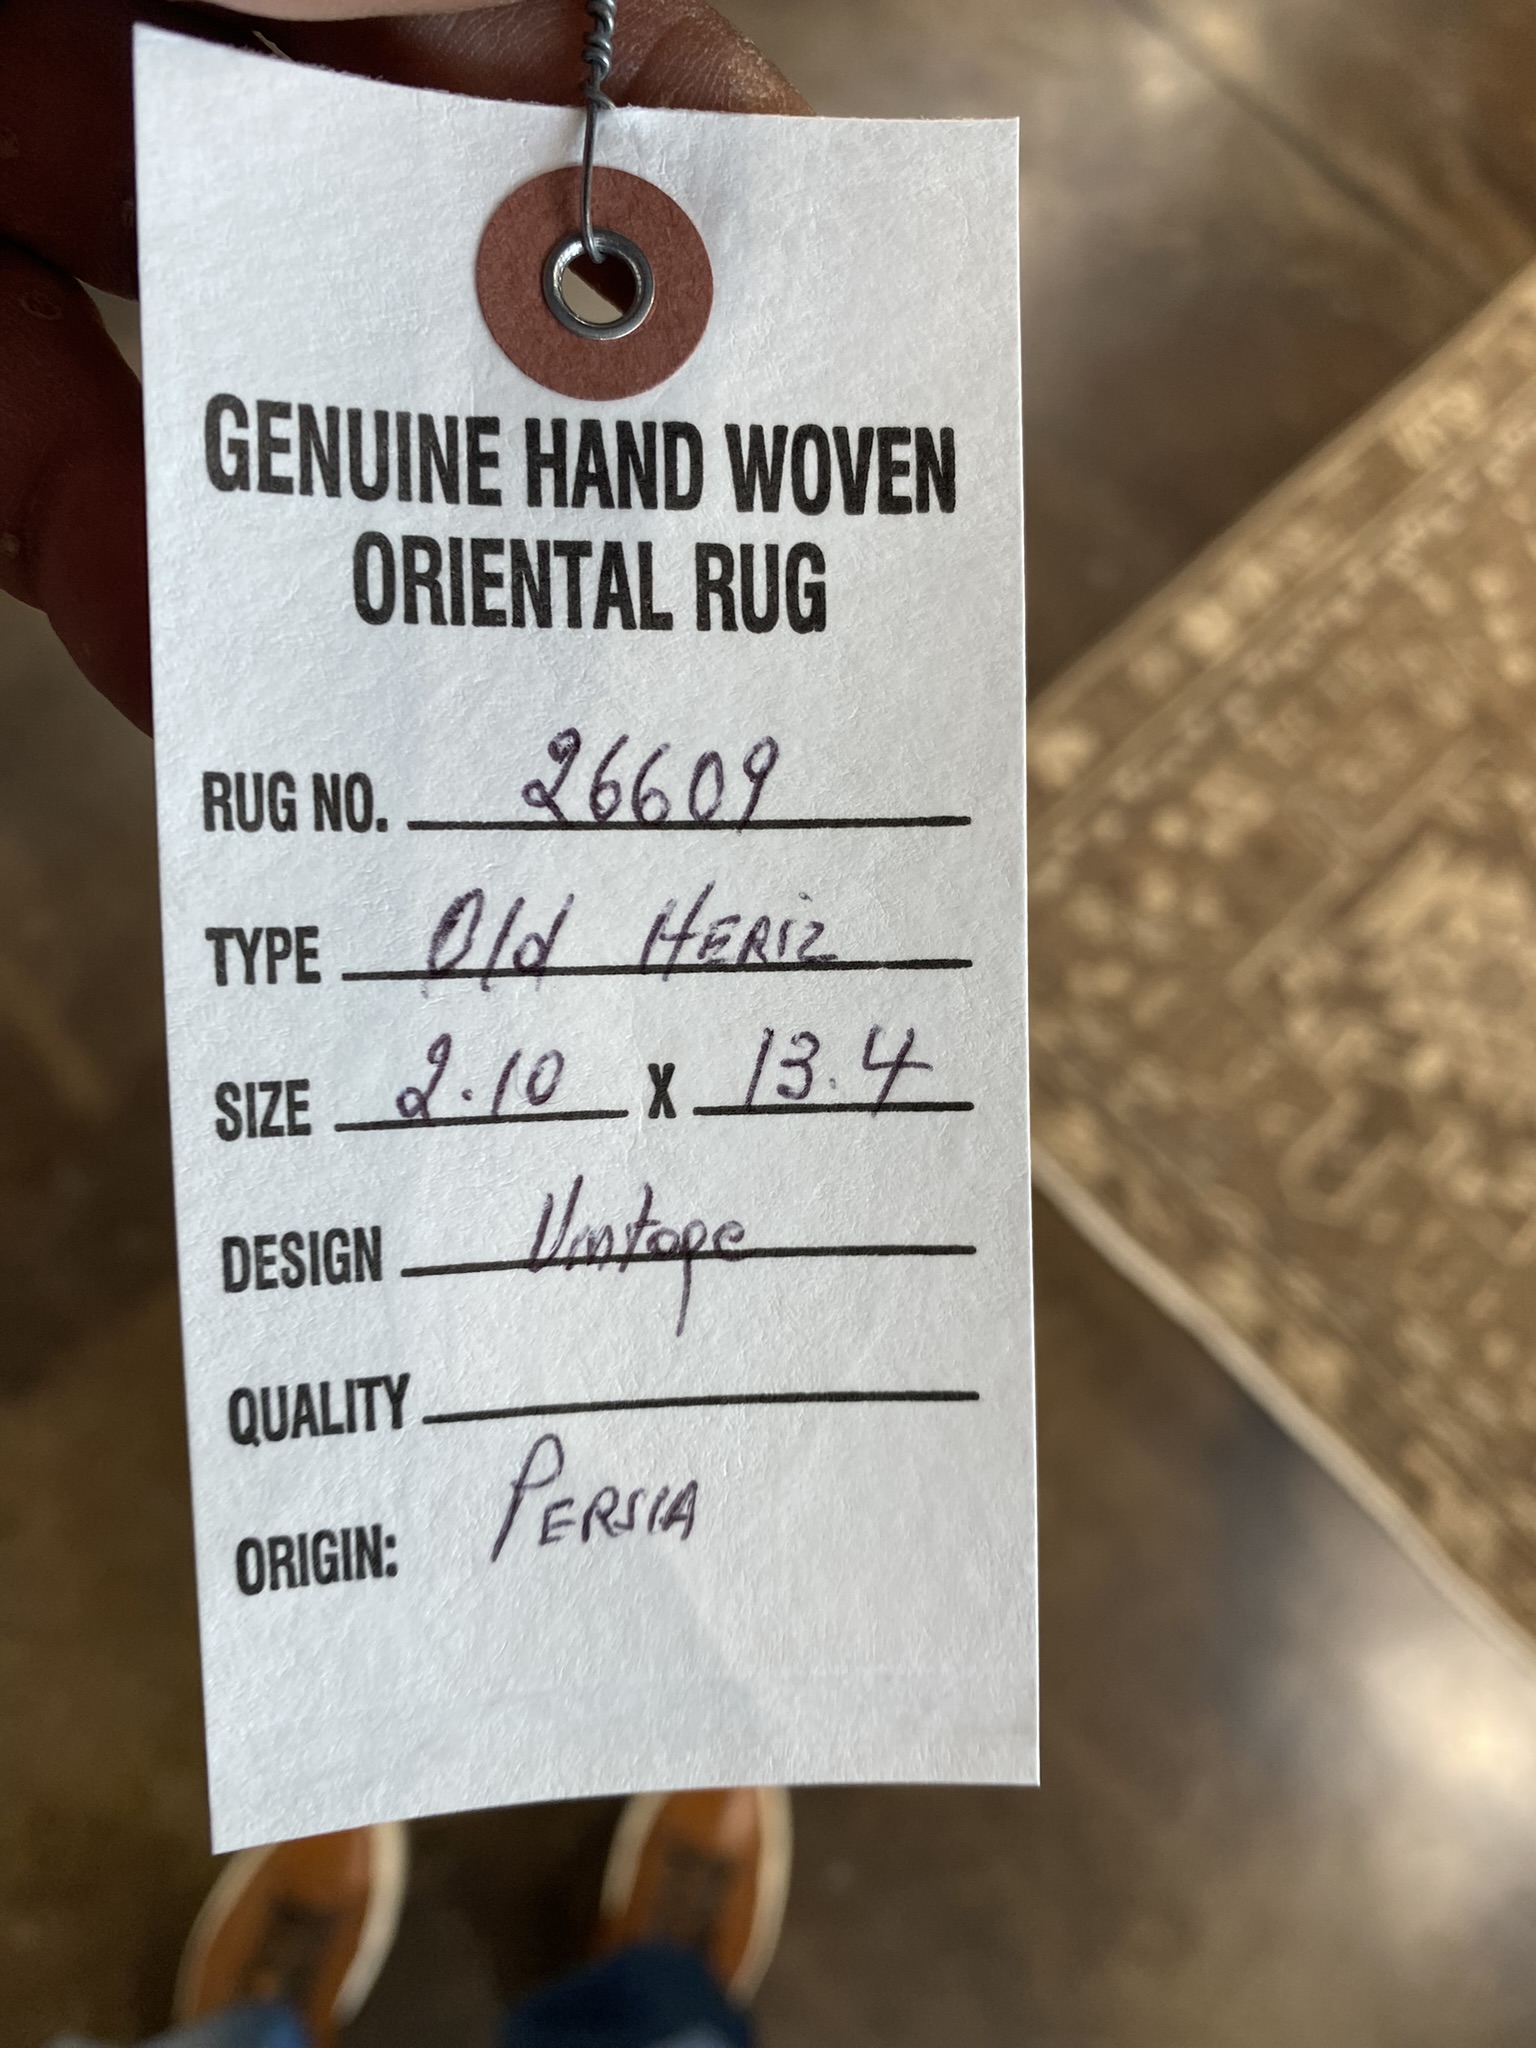 GENUINE HAND WOVEN
ORIENTAL RUG
RUG NO. 26609
TYPE Old HERIZ
SIZE 2.10 X 13.4
DESIGN Vintage
QUALITY
ORIGIN: PERSIA